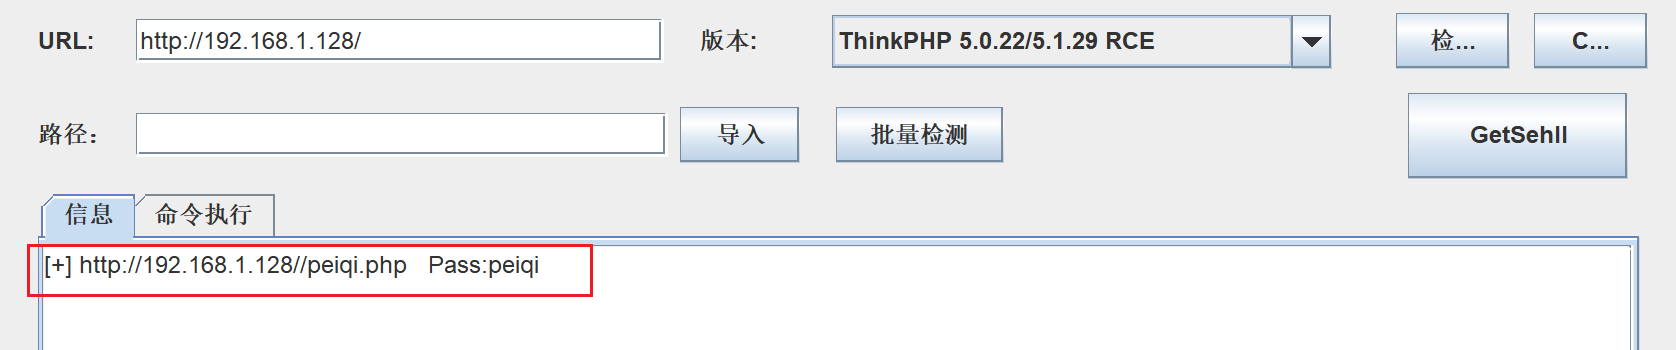 URL: http://192.168.1.128/ 版本: ThinkPHP 5.0.22/5.1.29 RCE 检... C...
路径: 导入 批量检测 GetSehll
信息 命令执行
[+] http://192.168.1.128//peiqi.php Pass:peiqi